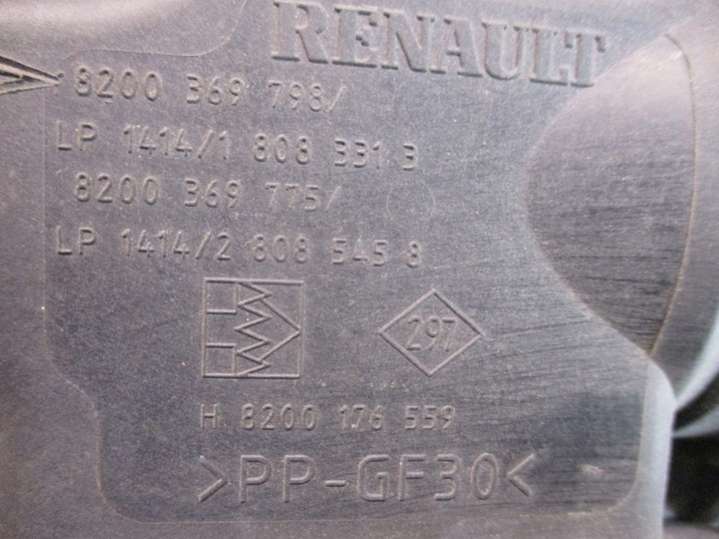 RENAULT
8200 369 798/
LP 1414/1 808 331 3
8200 369 775/
LP 1414/2 808 545 8
297
H 8200 176 559
>PP-GF30<